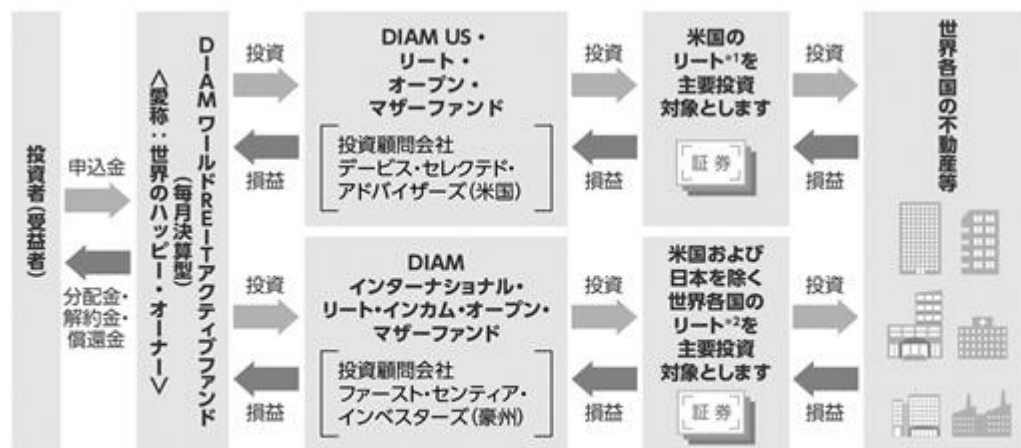 投資者(受益者)
申込金
分配金・
解約金・
償還金
DIAM ワールドREITアクティブファンド
(毎月決算型)
<愛称:世界のハッピー・オーナー>
投資
損益
DIAM US・
リート・
オープン・
マザーファンド
投資顧問会社
デービス・セレクテド・
アドバイザーズ(米国)
投資
損益
米国の
リート*1を
主要投資
対象とします
証券
投資
損益
投資
損益
DIAM
インターナショナル・
リート・インカム・オープン・
マザーファンド
投資顧問会社
ファースト・センティア・
インベスターズ(豪州)
投資
損益
米国および
日本を除く
世界各国の
リート*2を
主要投資
対象とします
証券
投資
損益
世界各国の不動産等